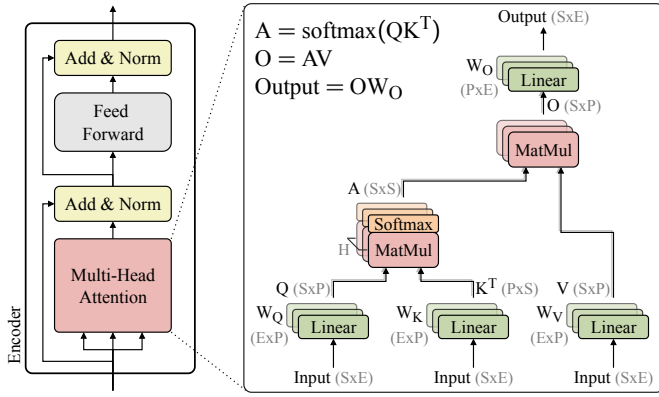 Encoder
Add & Norm
Feed
Forward
Add & Norm
Multi-Head
Attention
A = softmax(QKᵀ)
O = AV
Output = OW_O
Output (SxE)
W_O
(PxE)
Linear
O (SxP)
MatMul
A (SxS)
Softmax
H
MatMul
Q (SxP)
Kᵀ (PxS)
V (SxP)
W_Q
(ExP)
Linear
W_K
(ExP)
Linear
W_V
(ExP)
Linear
Input (SxE)
Input (SxE)
Input (SxE)